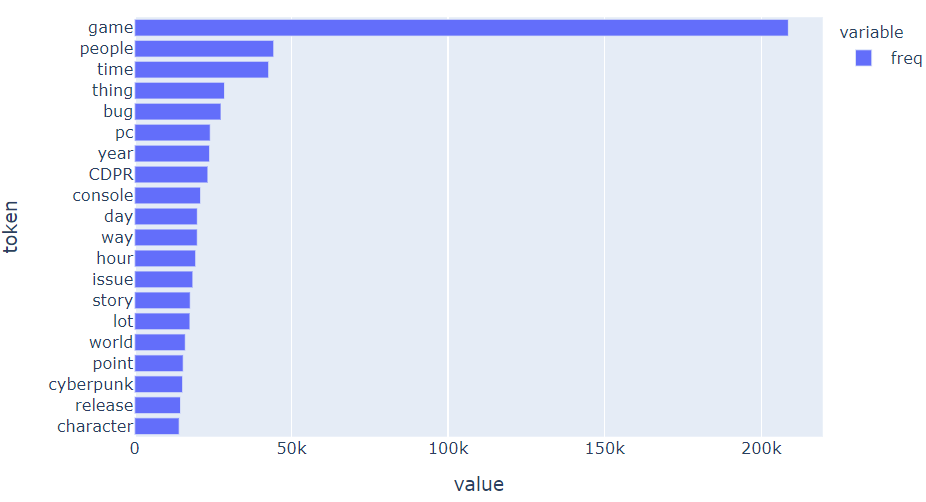 game
people
time
thing
bug
pc
year
CDPR
console
day
way
hour
issue
story
lot
world
point
cyberpunk
release
character
token
0 50k 100k 150k 200k
value
variable
freq